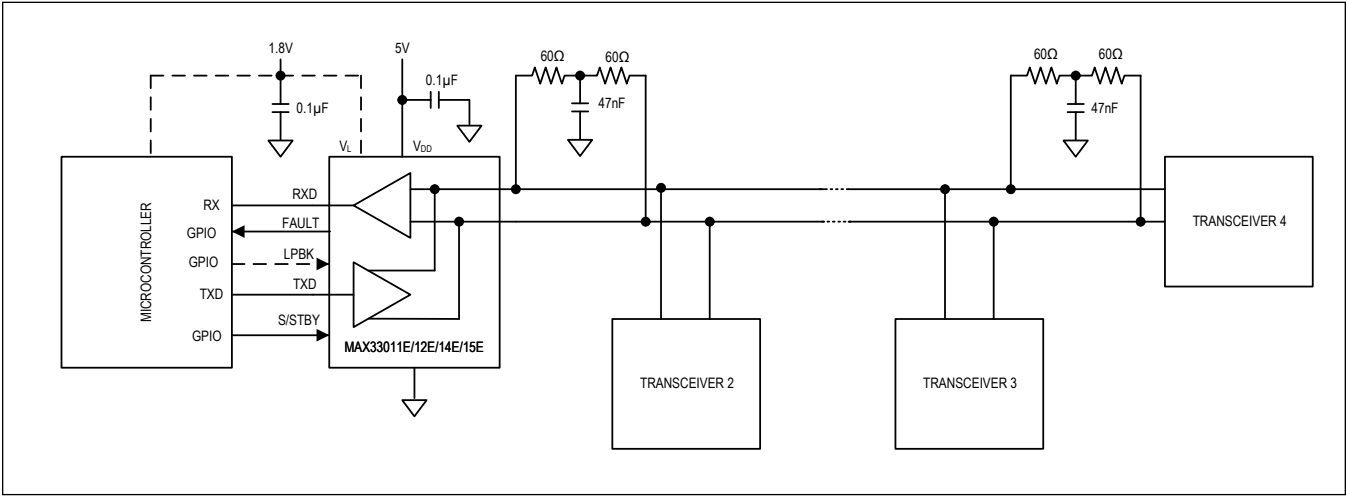 1.8V
5V
60Ω
60Ω
60Ω
60Ω
0.1µF
0.1µF
47nF
47nF
VL
VDD
MICROCONTROLLER
RX
RXD
GPIO
FAULT
GPIO
LPBK
TXD
TXD
GPIO
S/STBY
MAX33011E/12E/14E/15E
TRANSCEIVER 2
TRANSCEIVER 3
TRANSCEIVER 4